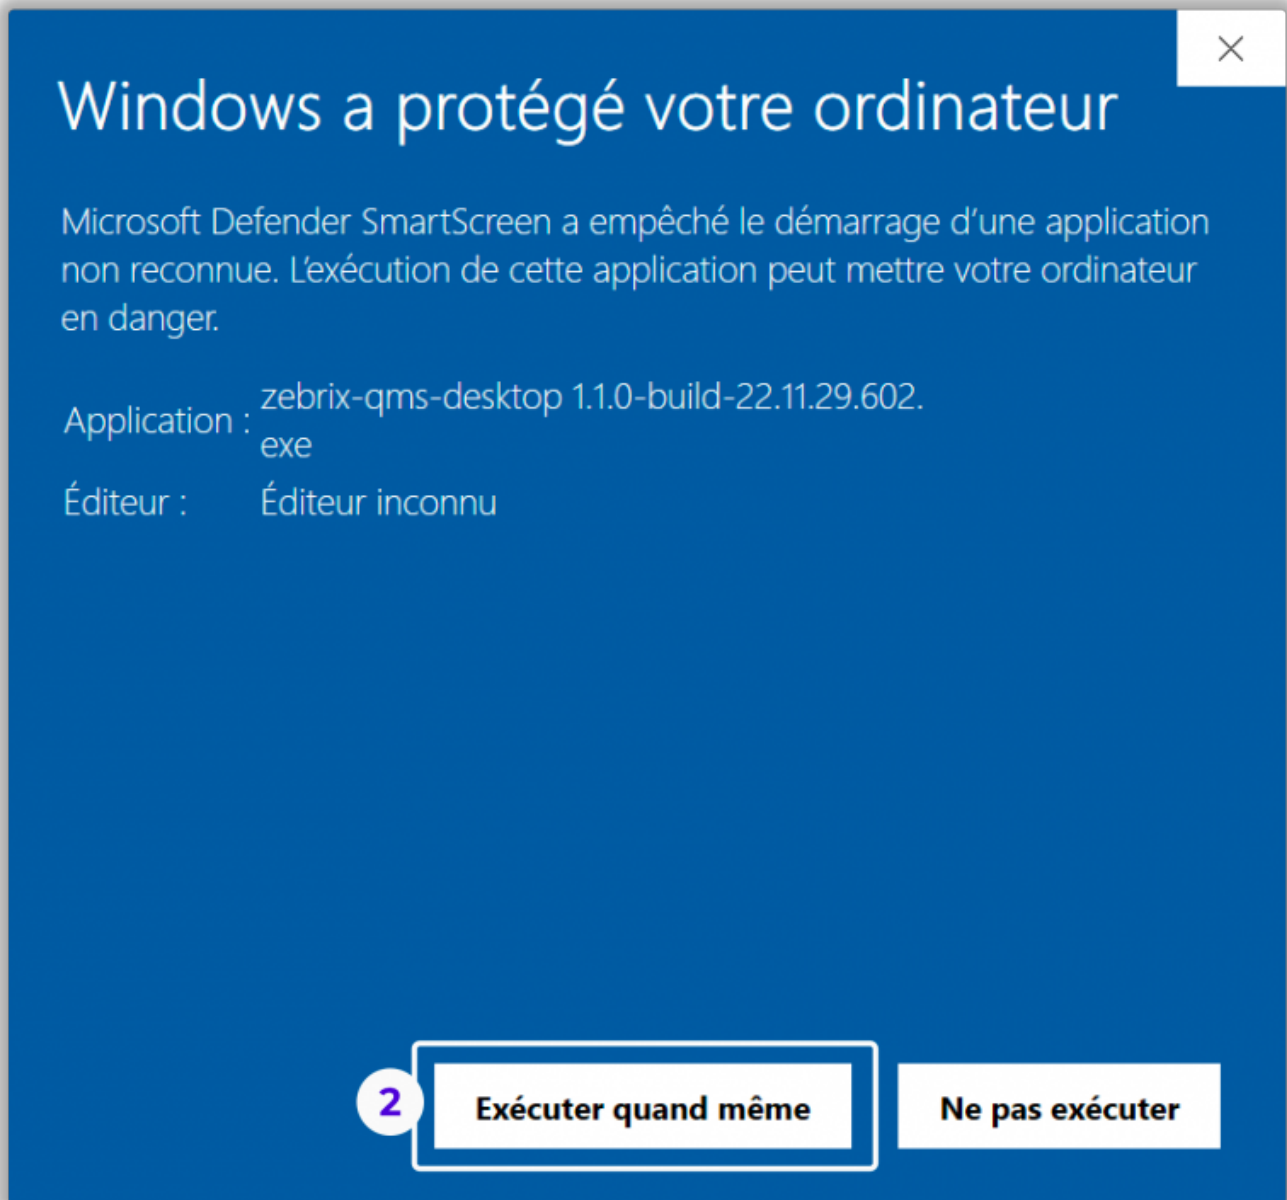 Windows a protégé votre ordinateur
Microsoft Defender SmartScreen a empêché le démarrage d’une application
non reconnue. L’exécution de cette application peut mettre votre ordinateur
en danger.
Application : zebrix-qms-desktop 1.1.0-build-22.11.29.602.
exe
Éditeur : Éditeur inconnu
2 Exécuter quand même Ne pas exécuter